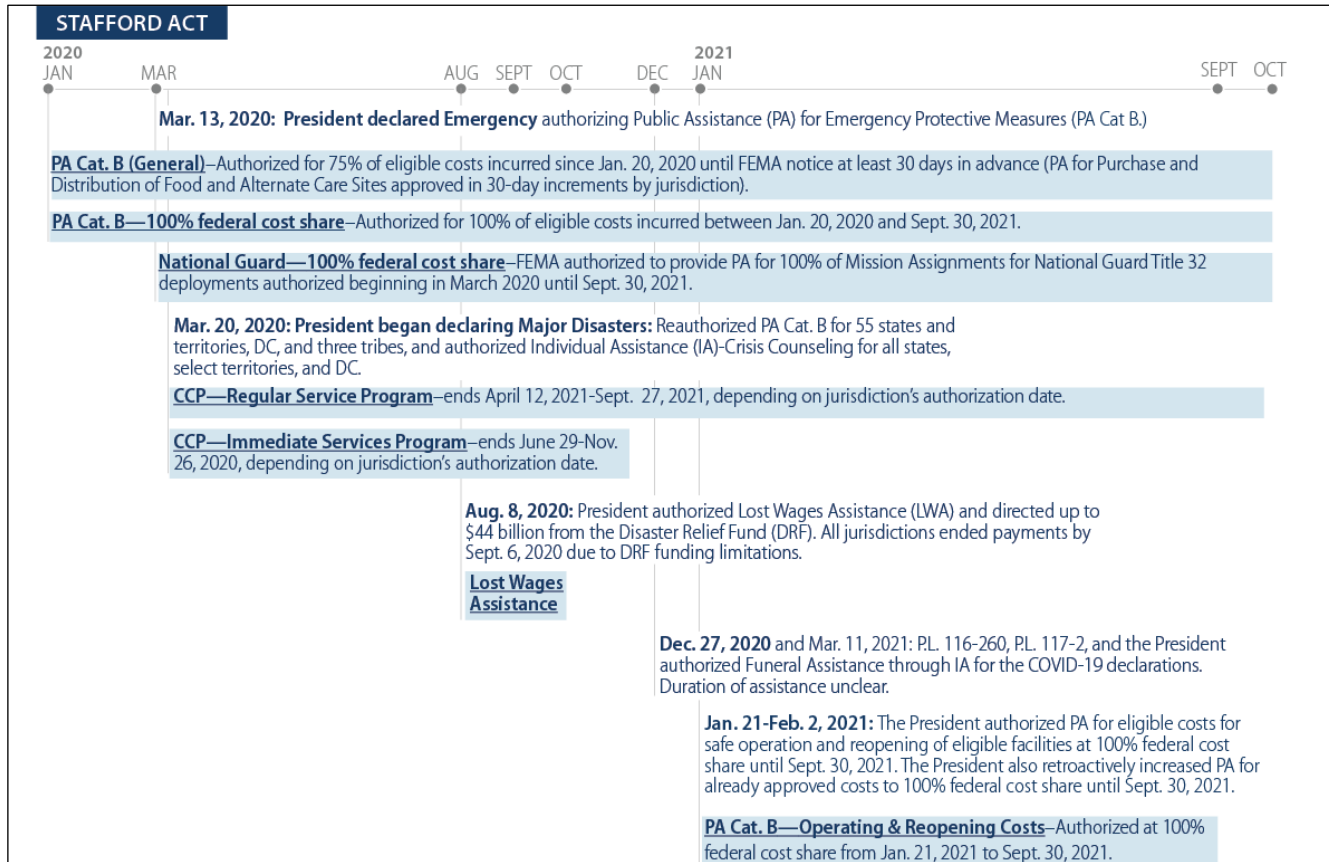 STAFFORD ACT
2020 2021
JAN MAR AUG SEPT OCT DEC JAN SEPT OCT
Mar. 13, 2020: President declared Emergency authorizing Public Assistance (PA) for Emergency Protective Measures (PA Cat B.)
PA Cat. B (General)–Authorized for 75% of eligible costs incurred since Jan. 20, 2020 until FEMA notice at least 30 days in advance (PA for Purchase and
Distribution of Food and Alternate Care Sites approved in 30-day increments by jurisdiction).
PA Cat. B—100% federal cost share–Authorized for 100% of eligible costs incurred between Jan. 20, 2020 and Sept. 30, 2021.
National Guard—100% federal cost share–FEMA authorized to provide PA for 100% of Mission Assignments for National Guard Title 32
deployments authorized beginning in March 2020 until Sept. 30, 2021.
Mar. 20, 2020: President began declaring Major Disasters: Reauthorized PA Cat. B for 55 states and
territories, DC, and three tribes, and authorized Individual Assistance (IA)-Crisis Counseling for all states,
select territories, and DC.
CCP—Regular Service Program–ends April 12, 2021-Sept. 27, 2021, depending on jurisdiction's authorization date.
CCP—Immediate Services Program–ends June 29-Nov.
26, 2020, depending on jurisdiction's authorization date.
Aug. 8, 2020: President authorized Lost Wages Assistance (LWA) and directed up to
$44 billion from the Disaster Relief Fund (DRF). All jurisdictions ended payments by
Sept. 6, 2020 due to DRF funding limitations.
Lost Wages
Assistance
Dec. 27, 2020 and Mar. 11, 2021: P.L. 116-260, P.L. 117-2, and the President
authorized Funeral Assistance through IA for the COVID-19 declarations.
Duration of assistance unclear.
Jan. 21-Feb. 2, 2021: The President authorized PA for eligible costs for
safe operation and reopening of eligible facilities at 100% federal cost
share until Sept. 30, 2021. The President also retroactively increased PA for
already approved costs to 100% federal cost share until Sept. 30, 2021.
PA Cat. B—Operating & Reopening Costs–Authorized at 100%
federal cost share from Jan. 21, 2021 to Sept. 30, 2021.